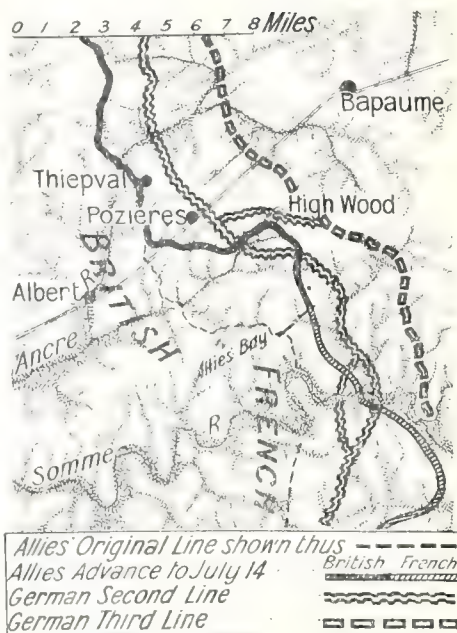 0 1 2 3 4 5 6 7 8 Miles
Bapaume
Thiepval
Pozieres
High Wood
BRITISH
Albert
R
Ancre
Allies Bay
FRENCH
R
Somme
Allies' Original Line shown thus
Allies Advance to July 14 British French
German Second Line
German Third Line